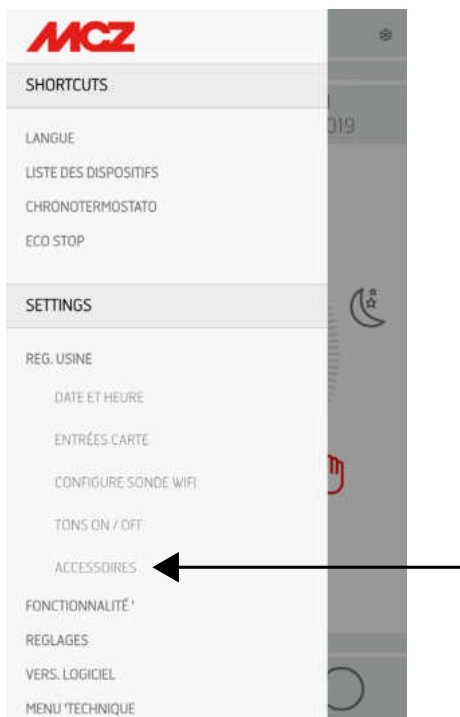 MCZ
SHORTCUTS
019
LANGUE
LISTE DES DISPOSITIFS
CHRONOTERMOSTATO
ECO STOP
SETTINGS
REG. USINE
DATE ET HEURE
ENTRÉES CARTE
CONFIGURE SONDE WIFI
TONS ON / OFF
ACCESSOIRES
FONCTIONNALITÉ '
REGLAGES
VERS. LOGICIEL
MENU 'TECHNIQUE